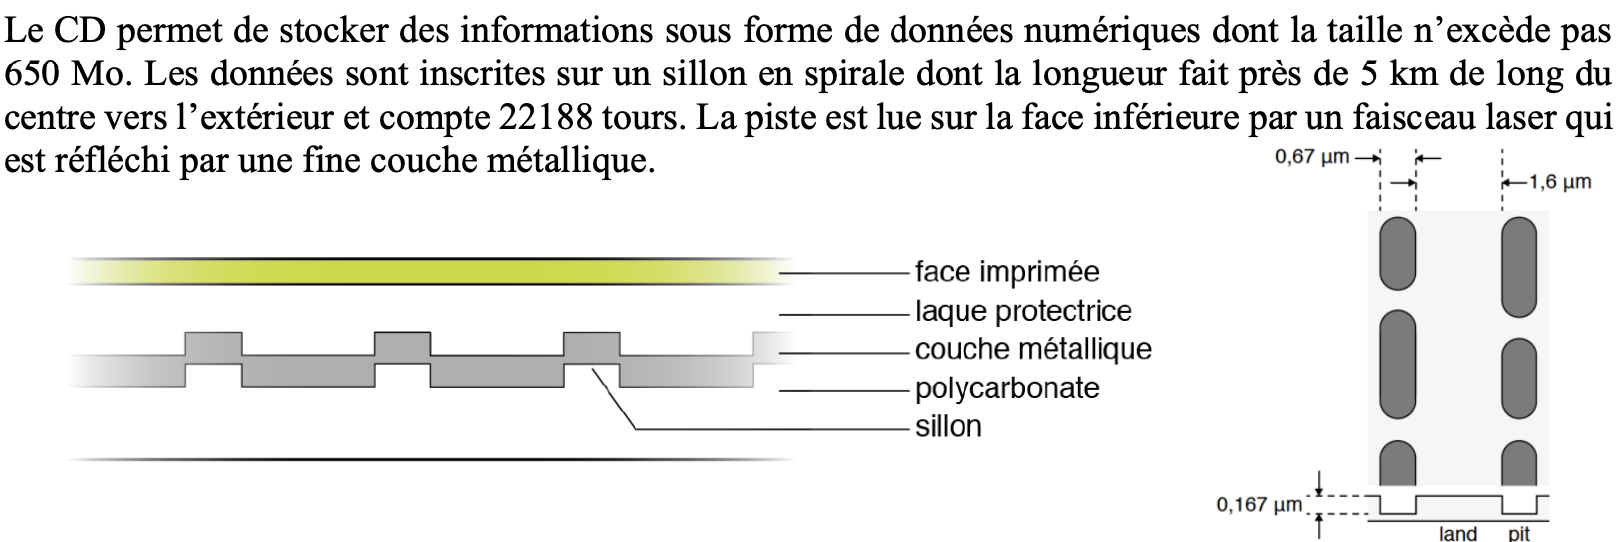 Le CD permet de stocker des informations sous forme de données numériques dont la taille n’excède pas
650 Mo. Les données sont inscrites sur un sillon en spirale dont la longueur fait près de 5 km de long du
centre vers l’extérieur et compte 22188 tours. La piste est lue sur la face inférieure par un faisceau laser qui
est réfléchi par une fine couche métallique.
0,67 µm
1,6 µm
face imprimée
laque protectrice
couche métallique
polycarbonate
sillon
0,167 µm
land pit